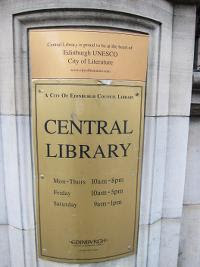 Central Library is proud to be at the heart of
Edinburgh UNESCO
City of Literature
A CITY OF EDINBURGH COUNCIL LIBRARY
CENTRAL
LIBRARY
Mon-Thurs 10am-8pm
Friday 10am-5pm
Saturday 9am-1pm
EDINBVRGH